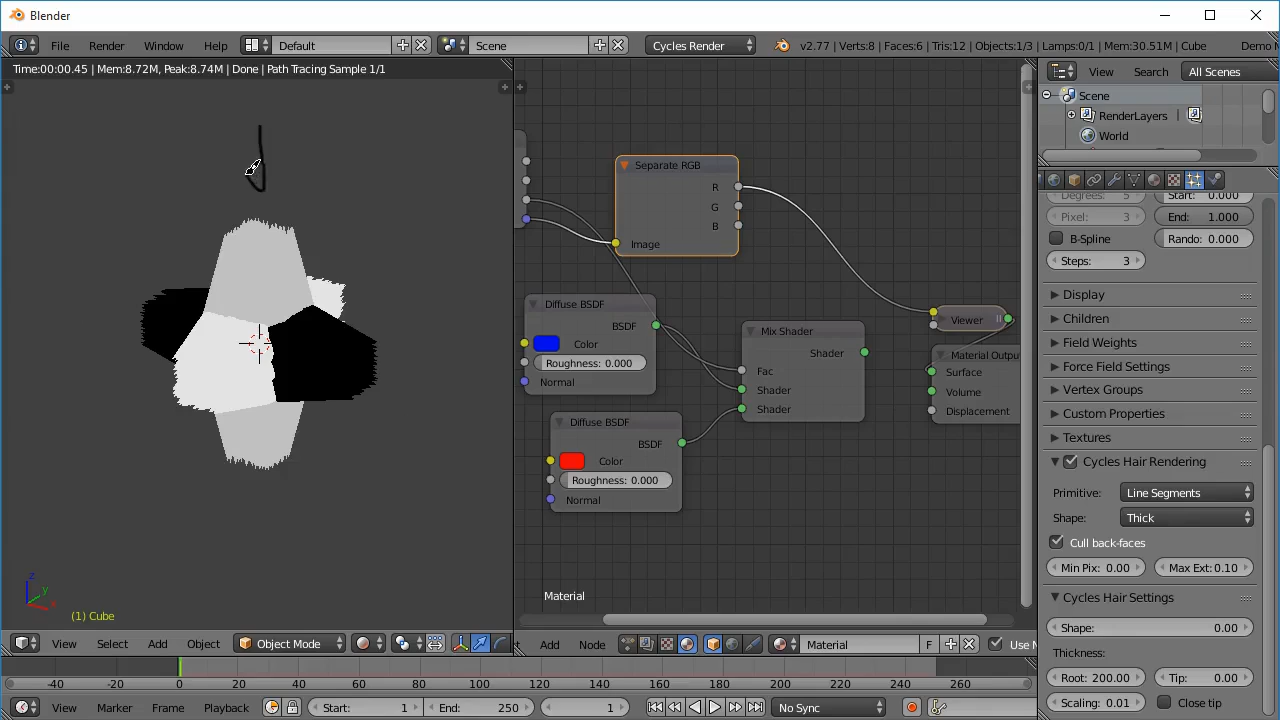 Blender
File Render Window Help Default Scene Cycles Render v2.77 | Verts:8 | Faces:6 | Tris:12 | Objects:1/3 | Lamps:0/1 | Mem:30.51M | Cube Demo
Time:00:00.45 | Mem:8.72M, Peak:8.74M | Done | Path Tracing Sample 1/1
View Search All Scenes
Scene
RenderLayers |
World
Separate RGB
R
G
B
Image
Degrees: 5 Start: 0.000
Pixel: 3 End: 1.000
B-Spline Rando: 0.000
Steps: 3
Display
Children
Field Weights
Force Field Settings
Vertex Groups
Custom Properties
Textures
Cycles Hair Rendering
Primitive: Line Segments
Shape: Thick
Cull back-faces
Min Pix: 0.00 Max Ext: 0.10
Cycles Hair Settings
Shape: 0.00
Thickness:
Root: 200.00 Tip: 0.00
Scaling: 0.01 Close tip
Diffuse BSDF
BSDF
Color
Roughness: 0.000
Normal
Diffuse BSDF
BSDF
Color
Roughness: 0.000
Normal
Mix Shader
Shader
Fac
Shader
Shader
Viewer
Material Outpu
Surface
Volume
Displacement
Material
z
y
x
(1) Cube
View Select Add Object Object Mode
Add Node Material F Use N
-40 -20 0 20 40 60 80 100 120 140 160 180 200 220 240 260
View Marker Frame Playback Start: 1 End: 250 1 No Sync